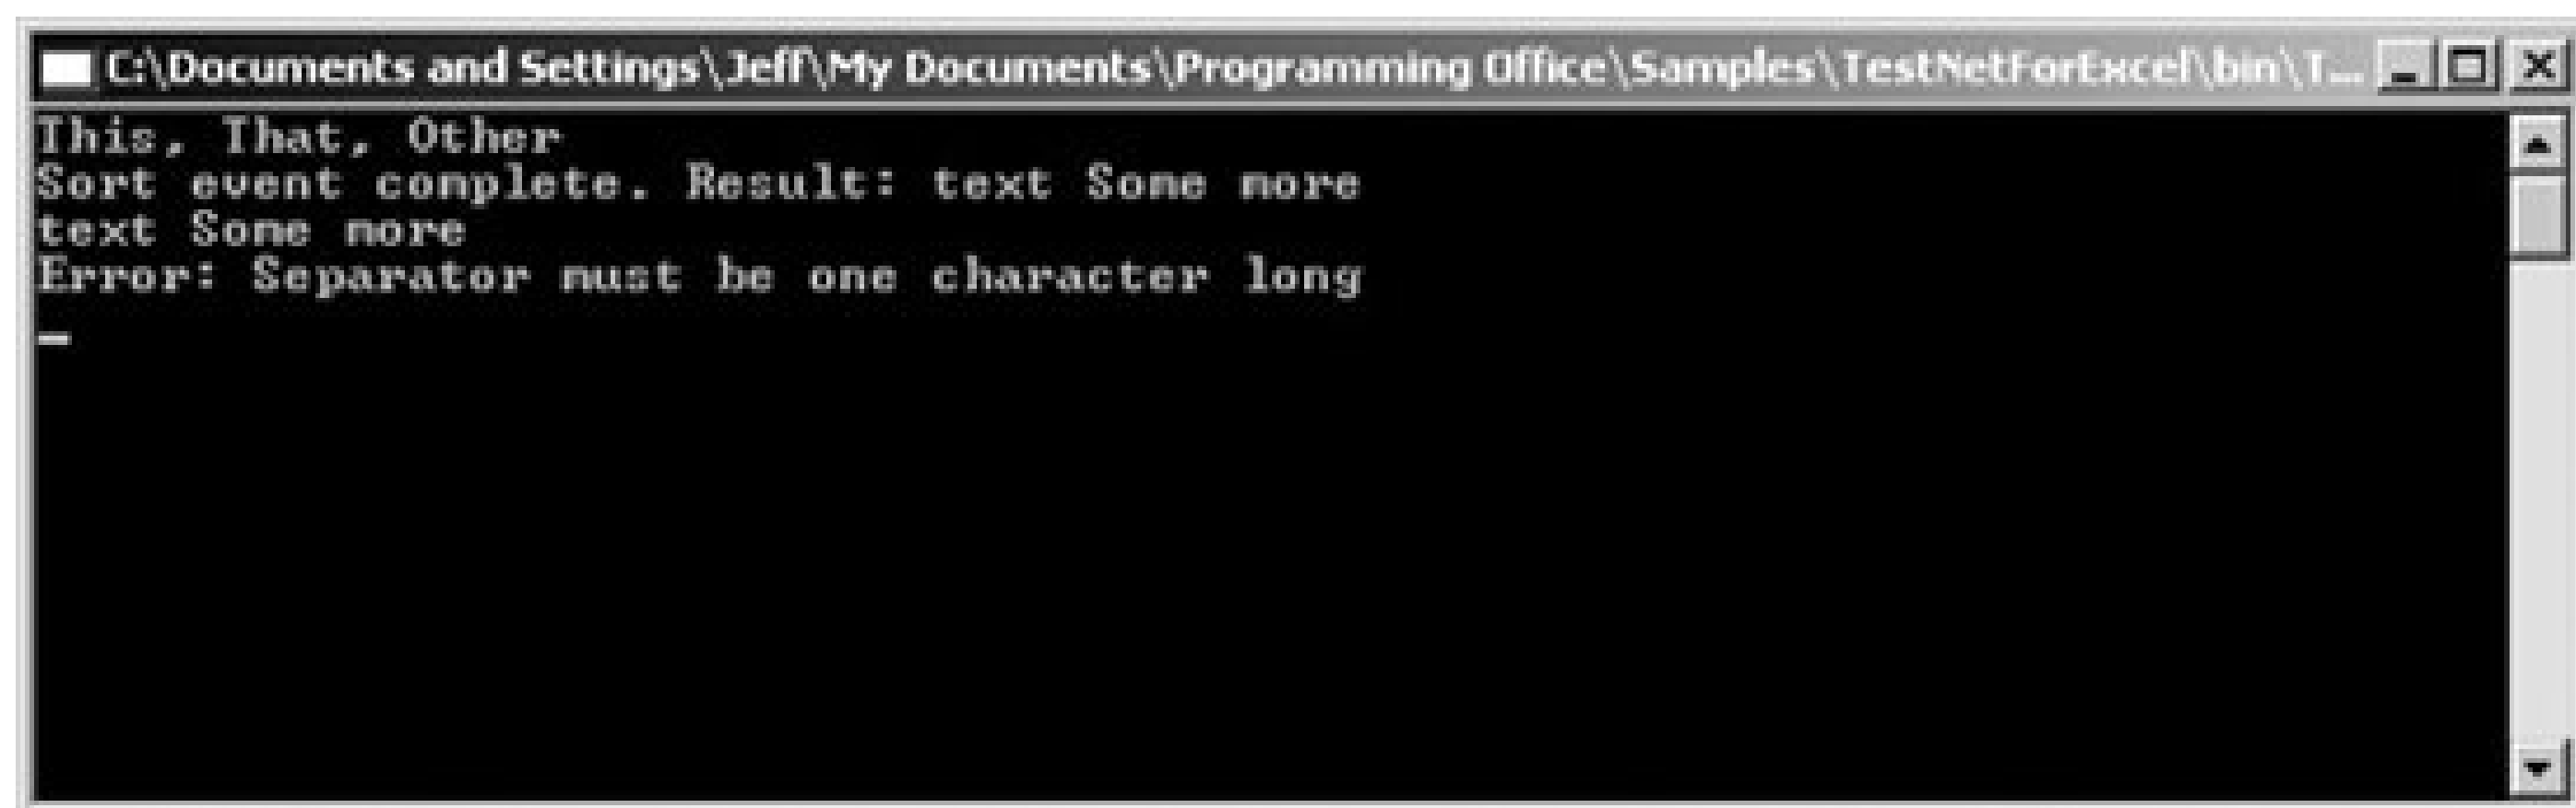 C:\Documents and Settings\Jeff\My Documents\Programming Office\Samples\TestNetForExcel\bin\T...
This, That, Other
Sort event complete. Result: text Some more
text Some more
Error: Separator must be one character long